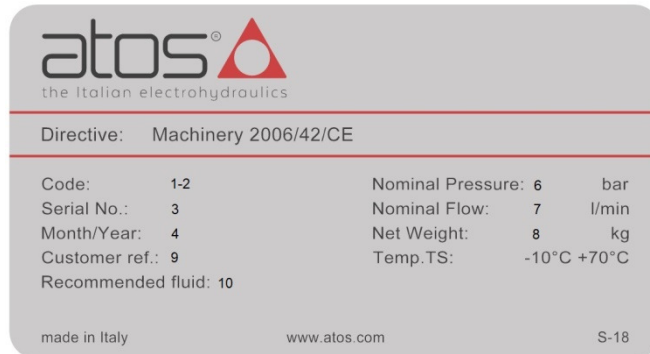 atos®
the Italian electrohydraulics
Directive: Machinery 2006/42/CE
Code: 1-2
Serial No.: 3
Month/Year: 4
Customer ref.: 9
Recommended fluid: 10
Nominal Pressure: 6 bar
Nominal Flow: 7 l/min
Net Weight: 8 kg
Temp.TS: -10°C +70°C
made in Italy www.atos.com S-18